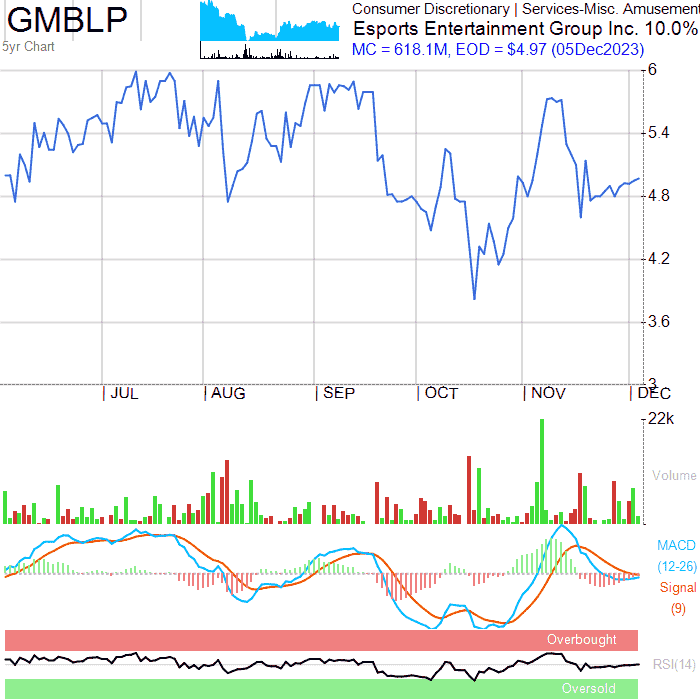 GMBLP
5yr Chart
Consumer Discretionary | Services-Misc. Amusement
Esports Entertainment Group Inc. 10.0%
MC = 618.1M, EOD = $4.97 (05Dec2023)
6
5.4
4.8
4.2
3.6
3
JUL AUG SEP OCT NOV DEC
22k
Volume
MACD
(12-26)
Signal
(9)
Overbought
RSI(14)
Oversold